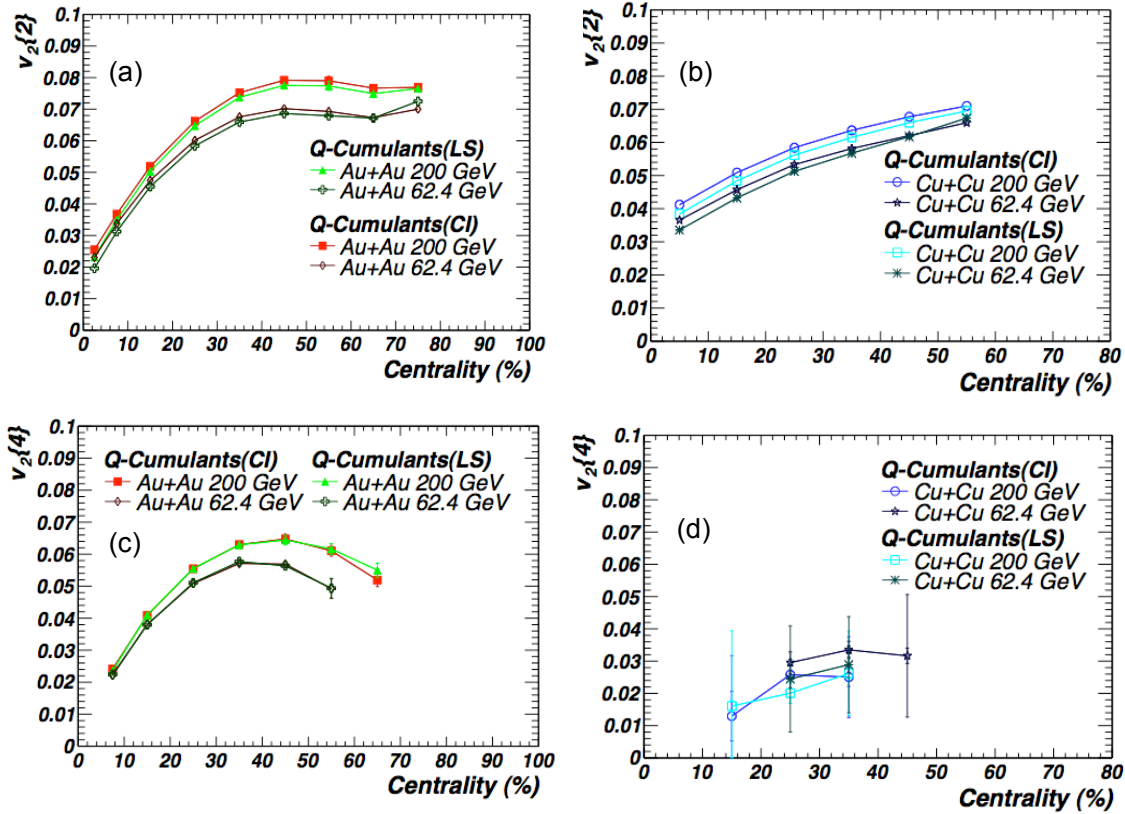 v2{2}
0.1
0.09
0.08
0.07
0.06
0.05
0.04
0.03
0.02
0.01
0
(a)
Q-Cumulants(LS)
Au+Au 200 GeV
Au+Au 62.4 GeV
Q-Cumulants(CI)
Au+Au 200 GeV
Au+Au 62.4 GeV
0 10 20 30 40 50 60 70 80 90 100
Centrality (%)
v2{2}
0.1
0.09
0.08
0.07
0.06
0.05
0.04
0.03
0.02
0.01
0
(b)
Q-Cumulants(CI)
Cu+Cu 200 GeV
Cu+Cu 62.4 GeV
Q-Cumulants(LS)
Cu+Cu 200 GeV
Cu+Cu 62.4 GeV
0 10 20 30 40 50 60 70 80
Centrality (%)
v2{4}
0.1
0.09
0.08
0.07
0.06
0.05
0.04
0.03
0.02
0.01
0
Q-Cumulants(CI) Q-Cumulants(LS)
Au+Au 200 GeV Au+Au 200 GeV
Au+Au 62.4 GeV Au+Au 62.4 GeV
(c)
0 10 20 30 40 50 60 70 80 90 100
Centrality (%)
v2{4}
0.1
0.09
0.08
0.07
0.06
0.05
0.04
0.03
0.02
0.01
0
(d)
Q-Cumulants(CI)
Cu+Cu 200 GeV
Cu+Cu 62.4 GeV
Q-Cumulants(LS)
Cu+Cu 200 GeV
Cu+Cu 62.4 GeV
0 10 20 30 40 50 60 70 80
Centrality (%)